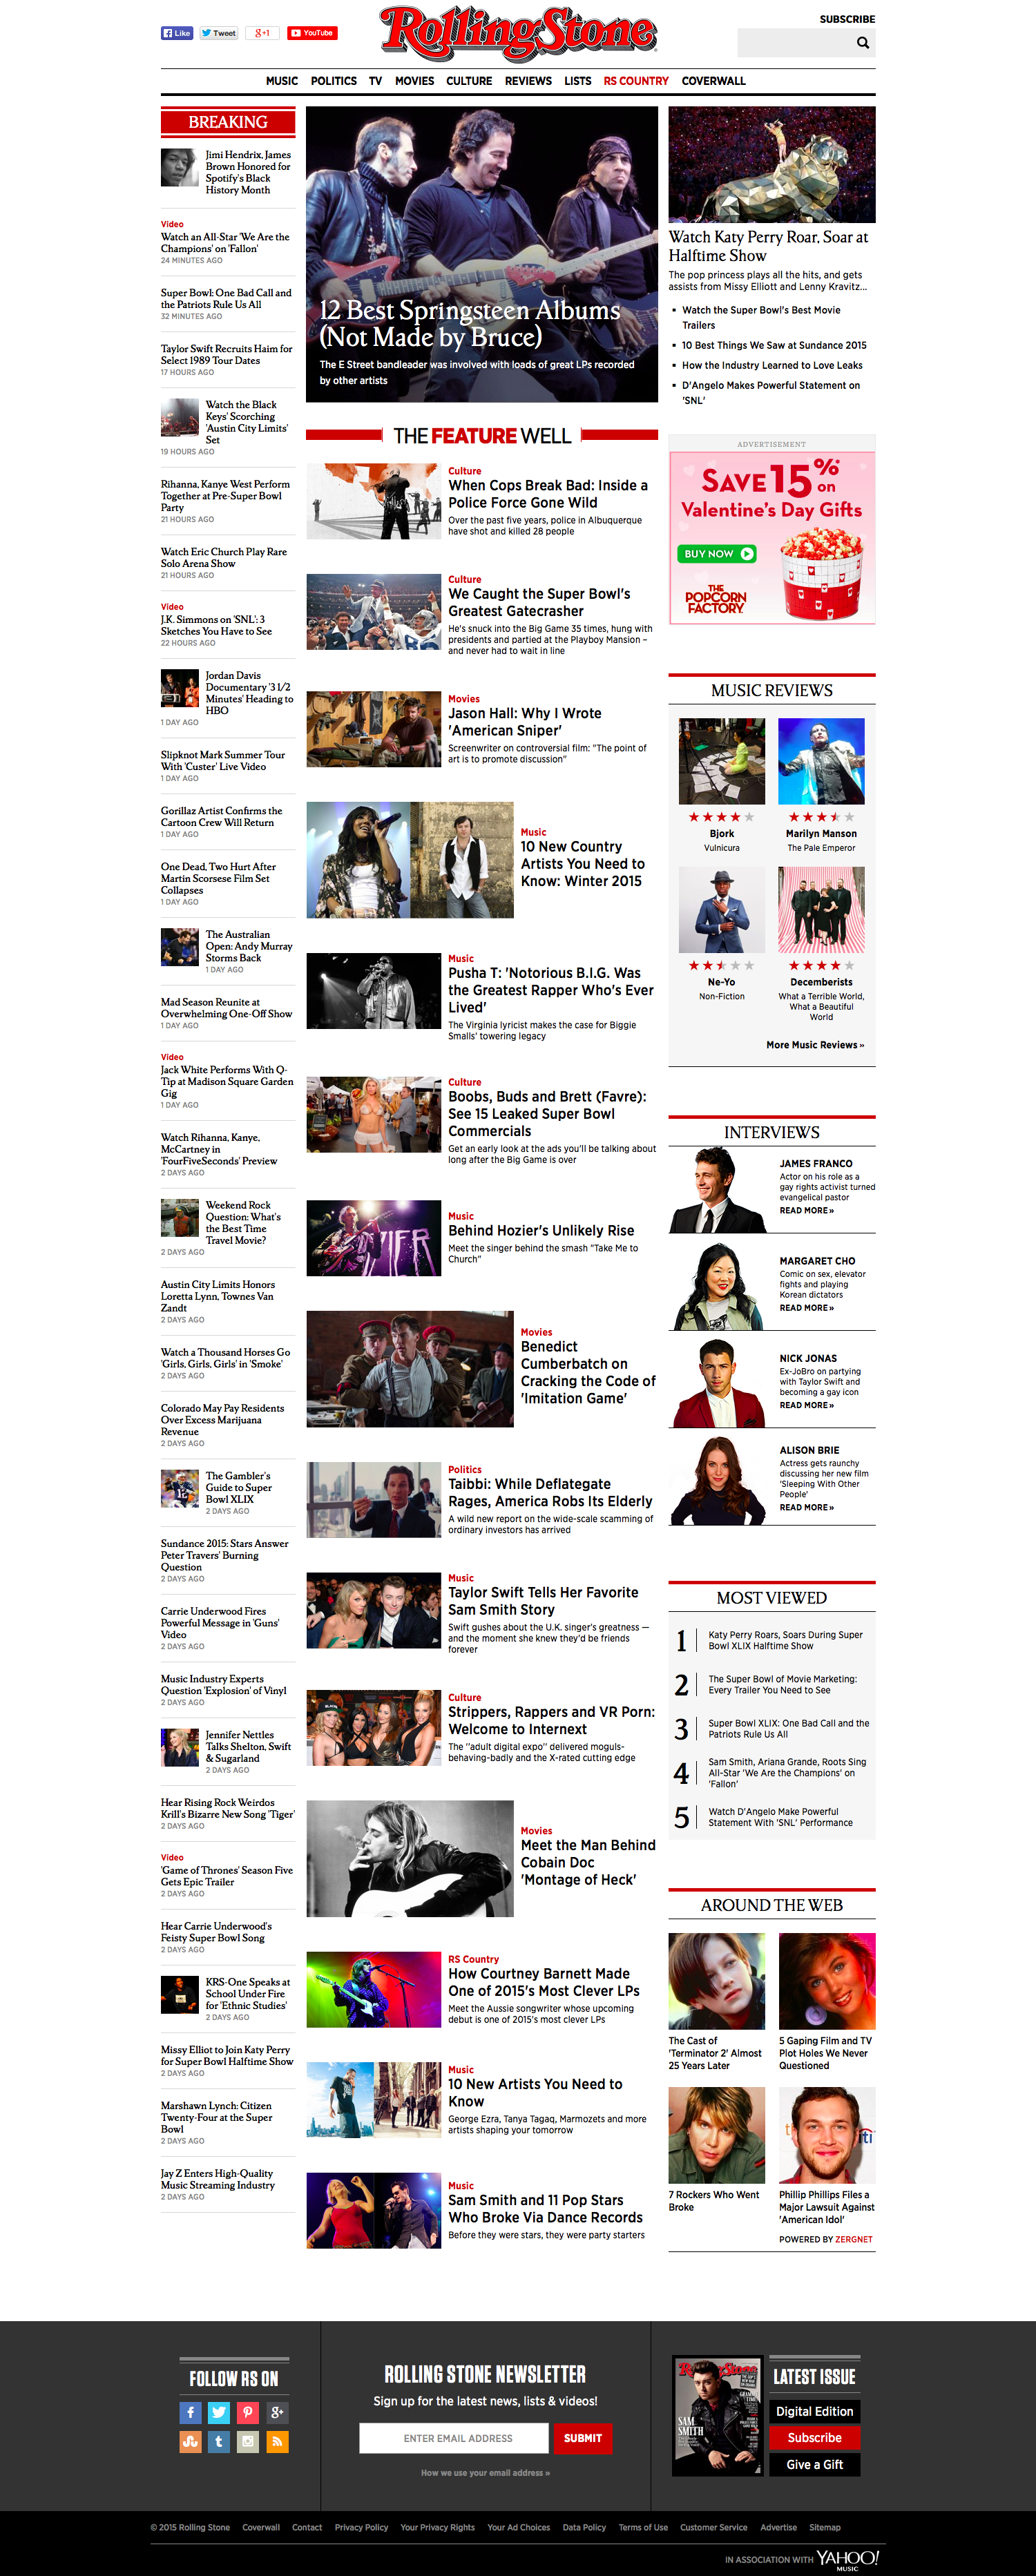 Like
Tweet
g+1
YouTube
RollingStone
SUBSCRIBE
MUSIC POLITICS TV MOVIES CULTURE REVIEWS LISTS RS COUNTRY COVERWALL
BREAKING
Jimi Hendrix, James
Brown Honored for
Spotify's Black
History Month
Video
Watch an All-Star 'We Are the
Champions' on 'Fallon'
24 MINUTES AGO
Super Bowl: One Bad Call and
the Patriots Rule Us All
32 MINUTES AGO
Taylor Swift Recruits Haim for
Select 1989 Tour Dates
17 HOURS AGO
Watch the Black
Keys' Scorching
'Austin City Limits'
Set
19 HOURS AGO
Rihanna, Kanye West Perform
Together at Pre-Super Bowl
Party
21 HOURS AGO
Watch Eric Church Play Rare
Solo Arena Show
21 HOURS AGO
Video
J.K. Simmons on 'SNL': 3
Sketches You Have to See
22 HOURS AGO
Jordan Davis
Documentary '3 1/2
Minutes' Heading to
HBO
1 DAY AGO
Slipknot Mark Summer Tour
With 'Custer' Live Video
1 DAY AGO
Gorillaz Artist Confirms the
Cartoon Crew Will Return
1 DAY AGO
One Dead, Two Hurt After
Martin Scorsese Film Set
Collapses
1 DAY AGO
The Australian
Open: Andy Murray
Storms Back
1 DAY AGO
Mad Season Reunite at
Overwhelming One-Off Show
1 DAY AGO
Video
Jack White Performs With Q-
Tip at Madison Square Garden
Gig
1 DAY AGO
Watch Rihanna, Kanye,
McCartney in
'FourFiveSeconds' Preview
2 DAYS AGO
Weekend Rock
Question: What's
the Best Time
Travel Movie?
2 DAYS AGO
Austin City Limits Honors
Loretta Lynn, Townes Van
Zandt
2 DAYS AGO
Watch a Thousand Horses Go
'Girls, Girls, Girls' in 'Smoke'
2 DAYS AGO
Colorado May Pay Residents
Over Excess Marijuana
Revenue
2 DAYS AGO
The Gambler's
Guide to Super
Bowl XLIX
2 DAYS AGO
Sundance 2015: Stars Answer
Peter Travers' Burning
Question
2 DAYS AGO
Carrie Underwood Fires
Powerful Message in 'Guns'
Video
2 DAYS AGO
Music Industry Experts
Question 'Explosion' of Vinyl
2 DAYS AGO
Jennifer Nettles
Talks Shelton, Swift
& Sugarland
2 DAYS AGO
Hear Rising Rock Weirdos
Krill's Bizarre New Song 'Tiger'
2 DAYS AGO
Video
'Game of Thrones' Season Five
Gets Epic Trailer
2 DAYS AGO
Hear Carrie Underwood's
Feisty Super Bowl Song
2 DAYS AGO
KRS-One Speaks at
School Under Fire
for 'Ethnic Studies'
2 DAYS AGO
Missy Elliot to Join Katy Perry
for Super Bowl Halftime Show
2 DAYS AGO
Marshawn Lynch: Citizen
Twenty-Four at the Super
Bowl
2 DAYS AGO
Jay Z Enters High-Quality
Music Streaming Industry
2 DAYS AGO
12 Best Springsteen Albums
(Not Made by Bruce)
The E Street bandleader was involved with loads of great LPs recorded
by other artists
THE FEATURE WELL
Culture
When Cops Break Bad: Inside a
Police Force Gone Wild
Over the past five years, police in Albuquerque
have shot and killed 28 people
Culture
We Caught the Super Bowl's
Greatest Gatecrasher
He's snuck into the Big Game 35 times, hung with
presidents and partied at the Playboy Mansion –
and never had to wait in line
Movies
Jason Hall: Why I Wrote
'American Sniper'
Screenwriter on controversial film: "The point of
art is to promote discussion"
Music
10 New Country
Artists You Need to
Know: Winter 2015
Music
Pusha T: 'Notorious B.I.G. Was
the Greatest Rapper Who's Ever
Lived'
The Virginia lyricist makes the case for Biggie
Smalls' towering legacy
Culture
Boobs, Buds and Brett (Favre):
See 15 Leaked Super Bowl
Commercials
Get an early look at the ads you'll be talking about
long after the Big Game is over
Music
Behind Hozier's Unlikely Rise
Meet the singer behind the smash "Take Me to
Church"
Movies
Benedict
Cumberbatch on
Cracking the Code of
'Imitation Game'
Politics
Taibbi: While Deflategate
Rages, America Robs Its Elderly
A wild new report on the wide-scale scamming of
ordinary investors has arrived
Music
Taylor Swift Tells Her Favorite
Sam Smith Story
Swift gushes about the U.K. singer's greatness —
and the moment she knew they'd be friends
forever
Culture
Strippers, Rappers and VR Porn:
Welcome to Internext
The "adult digital expo" delivered moguls-
behaving-badly and the X-rated cutting edge
Movies
Meet the Man Behind
Cobain Doc
'Montage of Heck'
RS Country
How Courtney Barnett Made
One of 2015's Most Clever LPs
Meet the Aussie songwriter whose upcoming
debut is one of 2015's most clever LPs
Music
10 New Artists You Need to
Know
George Ezra, Tanya Tagaq, Marmozets and more
artists shaping your tomorrow
Music
Sam Smith and 11 Pop Stars
Who Broke Via Dance Records
Before they were stars, they were party starters
Watch Katy Perry Roar, Soar at
Halftime Show
The pop princess plays all the hits, and gets
assists from Missy Elliott and Lenny Kravitz...
Watch the Super Bowl's Best Movie
Trailers
10 Best Things We Saw at Sundance 2015
How the Industry Learned to Love Leaks
D'Angelo Makes Powerful Statement on
'SNL'
ADVERTISEMENT
SAVE 15% on
Valentine's Day Gifts
BUY NOW
THE
POPCORN
FACTORY
MUSIC REVIEWS
Bjork
Vulnicura
Marilyn Manson
The Pale Emperor
Ne-Yo
Non-Fiction
Decemberists
What a Terrible World,
What a Beautiful
World
More Music Reviews »
INTERVIEWS
JAMES FRANCO
Actor on his role as a
gay rights activist turned
evangelical pastor
READ MORE »
MARGARET CHO
Comic on sex, elevator
fights and playing
Korean dictators
READ MORE »
NICK JONAS
Ex-JoBro on partying
with Taylor Swift and
becoming a gay icon
READ MORE »
ALISON BRIE
Actress gets raunchy
discussing her new film
'Sleeping With Other
People'
READ MORE »
MOST VIEWED
1 Katy Perry Roars, Soars During Super
Bowl XLIX Halftime Show
2 The Super Bowl of Movie Marketing:
Every Trailer You Need to See
3 Super Bowl XLIX: One Bad Call and the
Patriots Rule Us All
4 Sam Smith, Ariana Grande, Roots Sing
All-Star 'We Are the Champions' on
'Fallon'
5 Watch D'Angelo Make Powerful
Statement With 'SNL' Performance
AROUND THE WEB
The Cast of
'Terminator 2' Almost
25 Years Later
5 Gaping Film and TV
Plot Holes We Never
Questioned
7 Rockers Who Went
Broke
Phillip Phillips Files a
Major Lawsuit Against
'American Idol'
POWERED BY ZERGNET
FOLLOW RS ON
ROLLING STONE NEWSLETTER
Sign up for the latest news, lists & videos!
ENTER EMAIL ADDRESS
SUBMIT
How we use your email address »
SAM
SMITH
LATEST ISSUE
Digital Edition
Subscribe
Give a Gift
© 2015 Rolling Stone Coverwall Contact Privacy Policy Your Privacy Rights Your Ad Choices Data Policy Terms of Use Customer Service Advertise Sitemap
IN ASSOCIATION WITH YAHOO!
MUSIC